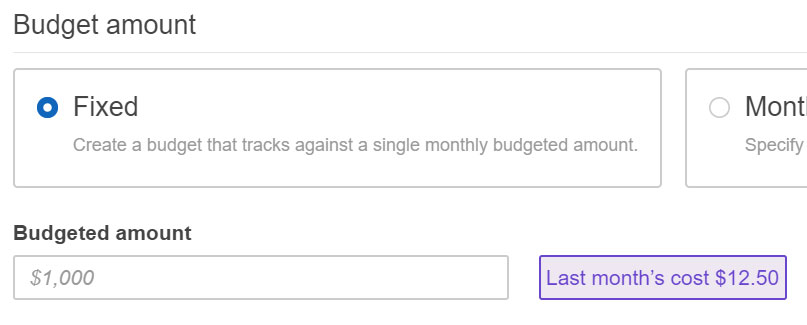 Budget amount
Fixed
Create a budget that tracks against a single monthly budgeted amount.
Specify
Budgeted amount
$1,000
Last month's cost $12.50